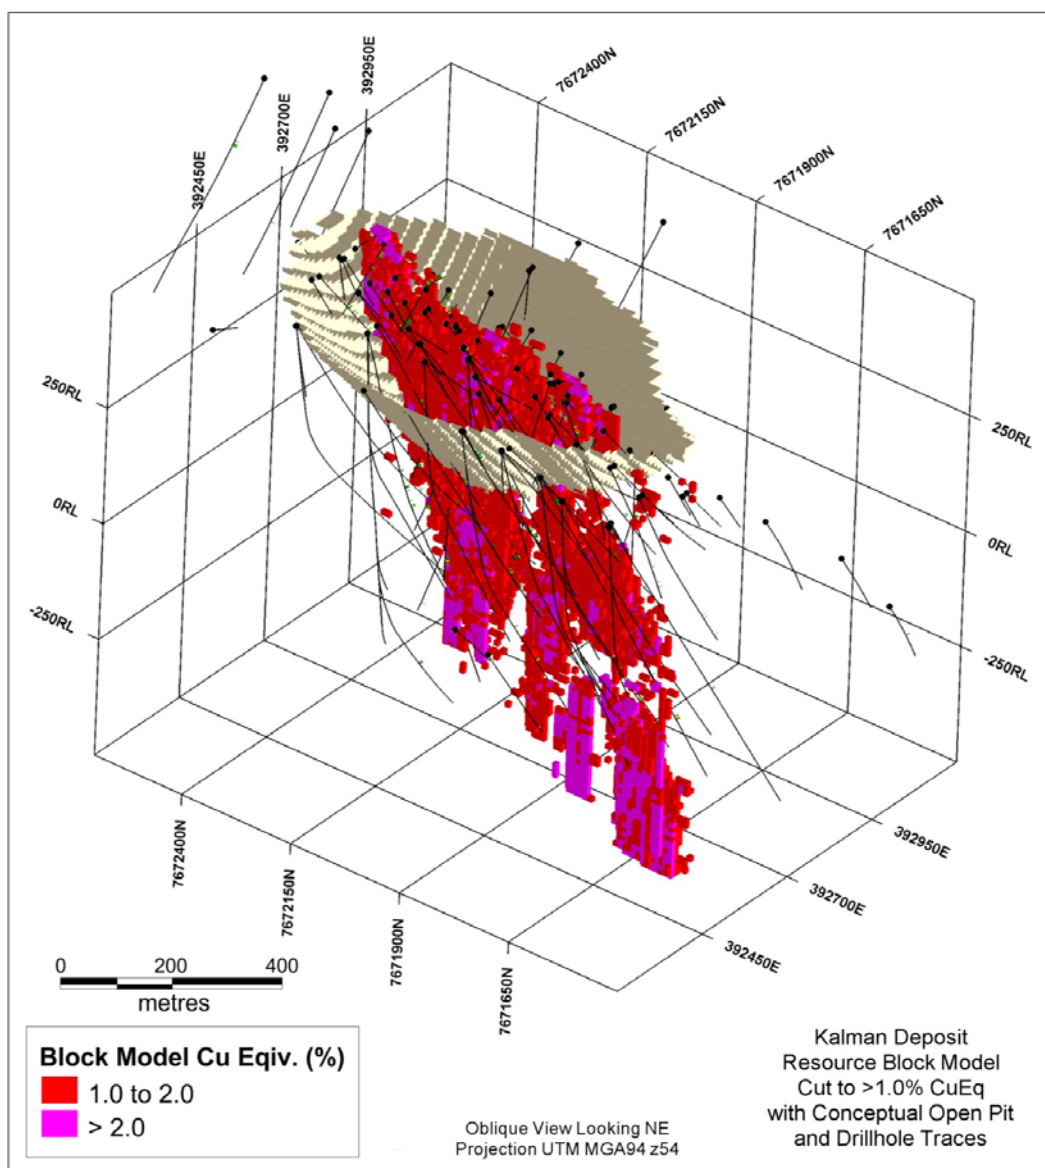 392950E
392700E
392450E
7672400N
7672150N
7671900N
7671650N
250RL
0RL
-250RL
250RL
0RL
-250RL
392950E
392700E
392450E
7672400N
7672150N
7671900N
7671650N
0 200 400
metres
Block Model Cu Eqiv. (%)
1.0 to 2.0
> 2.0
Oblique View Looking NE
Projection UTM MGA94 z54
Kalman Deposit
Resource Block Model
Cut to >1.0% CuEq
with Conceptual Open Pit
and Drillhole Traces